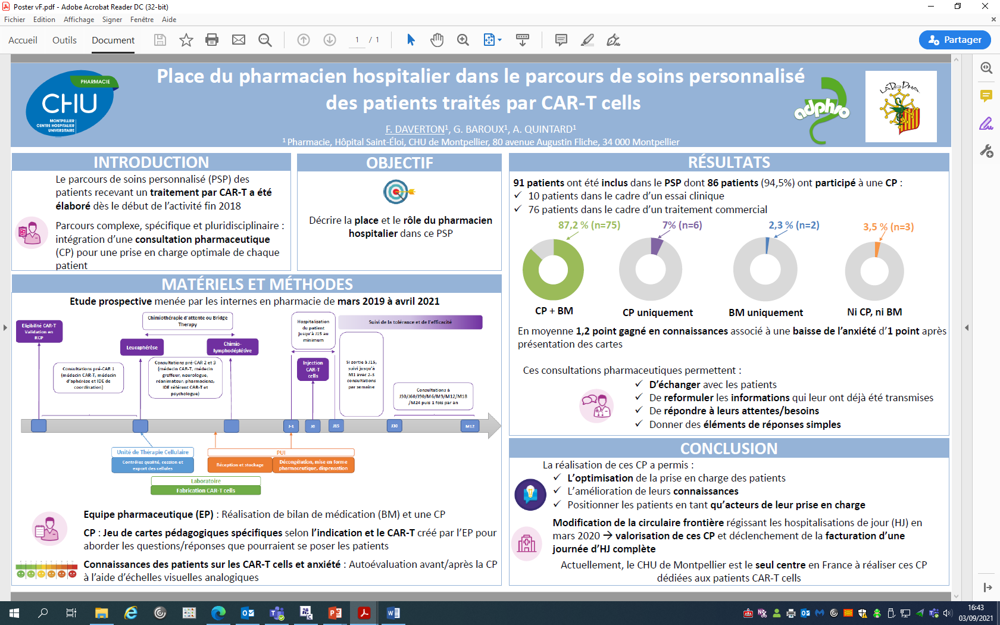 Poster vF.pdf - Adobe Acrobat Reader DC (32-bit)
Fichier Edition Affichage Signer Fenêtre Aide
Accueil Outils Document 1 / 1 Partager
PHARMACIE
CHU
MONTPELLIER
CENTRE HOSPITALIER
UNIVERSITAIRE
Place du pharmacien hospitalier dans le parcours de soins personnalisé
des patients traités par CAR-T cells
F. DAVERTON¹, G. BAROUX¹, A. QUINTARD¹
¹ Pharmacie, Hôpital Saint-Éloi, CHU de Montpellier, 80 avenue Augustin Fliche, 34 000 Montpellier
adphso
INTRODUCTION
Le parcours de soins personnalisé (PSP) des
patients recevant un traitement par CAR-T a été
élaboré dès le début de l'activité fin 2018
Parcours complexe, spécifique et pluridisciplinaire :
intégration d'une consultation pharmaceutique
(CP) pour une prise en charge optimale de chaque
patient
OBJECTIF
Décrire la place et le rôle du pharmacien
hospitalier dans ce PSP
MATÉRIELS ET MÉTHODES
Etude prospective menée par les internes en pharmacie de mars 2019 à avril 2021
Eligibilité CAR-T
Validation en
RCP
Chimiothérapie d'attente ou Bridge
Therapy
Leucaphérèse
Chimio-
lymphodéplétive
Hospitalisation
du patient
jusqu'à J15 au
minimum
Suivi de la tolérance et de l'efficacité
Injection
CAR-T
cells
Consultations pré-CAR 1
(médecin CAR-T, médecin
d'aphérèse et IDE de
coordination)
Consultations pré-CAR 2 et 3
(médecin CAR-T, médecin
greffeur, neurologue,
réanimateur, pharmaciens,
IDE référent CAR-T et
psychologue)
Si sortie à J15,
suivi jusqu'à
M1 avec 2-3
consultations
par semaine
Consultations à
J30/J60/J90/M6/M9/M12/M18
/M24 puis 1 fois par an
J-1 J0 J15 J30 M12
Unité de Thérapie Cellulaire
Contrôles qualité, cession et
export des cellules
PUI
Réception et stockage
Décongélation, mise en forme
pharmaceutique, dispensation
Laboratoire
Fabrication CAR-T cells
Equipe pharmaceutique (EP) : Réalisation de bilan de médication (BM) et une CP
CP : Jeu de cartes pédagogiques spécifiques selon l'indication et le CAR-T créé par l'EP pour
aborder les questions/réponses que pourraient se poser les patients
Connaissances des patients sur les CAR-T cells et anxiété : Autoévaluation avant/après la CP
à l'aide d'échelles visuelles analogiques
RÉSULTATS
91 patients ont été inclus dans le PSP dont 86 patients (94,5%) ont participé à une CP :
✓ 10 patients dans le cadre d'un essai clinique
✓ 76 patients dans le cadre d'un traitement commercial
87,2 % (n=75) 7% (n=6) 2,3 % (n=2) 3,5 % (n=3)
CP + BM CP uniquement BM uniquement Ni CP, ni BM
En moyenne 1,2 point gagné en connaissances associé à une baisse de l'anxiété d'1 point après
présentation des cartes
Ces consultations pharmaceutiques permettent :
✓ D'échanger avec les patients
✓ De reformuler les informations qui leur ont déjà été transmises
✓ De répondre à leurs attentes/besoins
✓ Donner des éléments de réponses simples
CONCLUSION
La réalisation de ces CP a permis :
✓ L'optimisation de la prise en charge des patients
✓ L'amélioration de leurs connaissances
✓ Positionner les patients en tant qu'acteurs de leur prise en charge
Modification de la circulaire frontière régissant les hospitalisations de jour (HJ) en
mars 2020 → valorisation de ces CP et déclenchement de la facturation d'une
journée d'HJ complète
Actuellement, le CHU de Montpellier est le seul centre en France à réaliser ces CP
dédiées aux patients CAR-T cells
16:43
03/09/2021